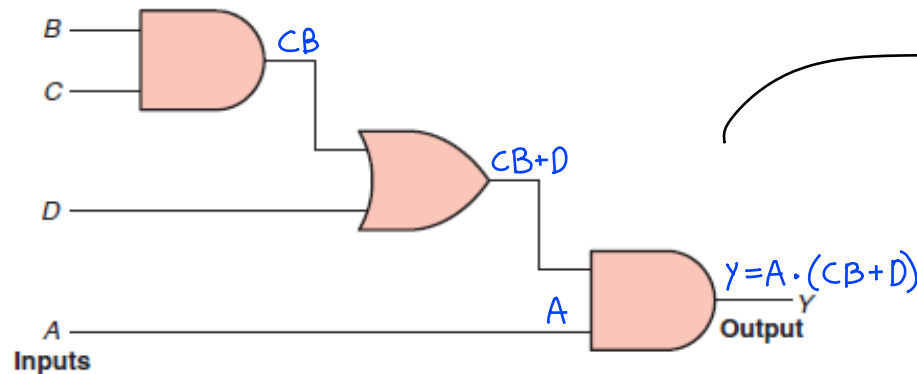 B
CB
C
CB+D
D
Y=A·(CB+D)
A
Y
A
Output
Inputs